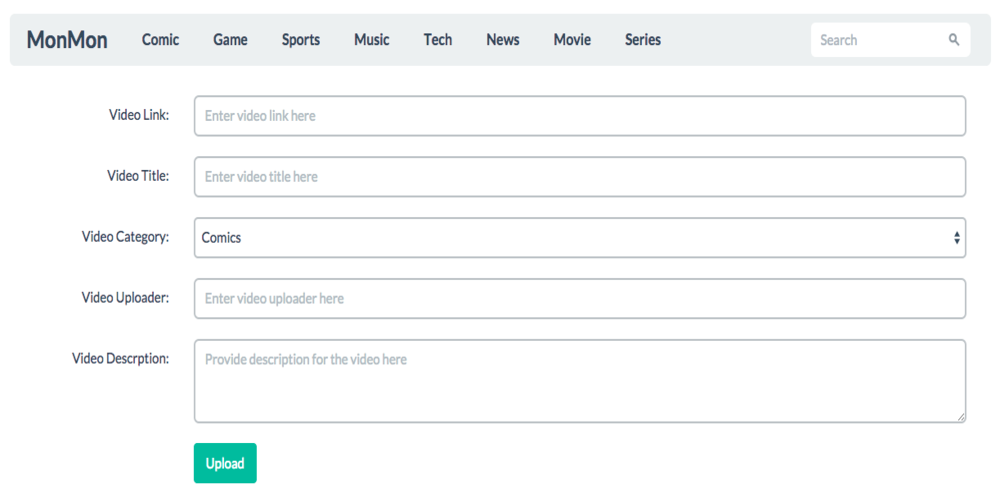 MonMon Comic Game Sports Music Tech News Movie Series Search
Video Link: Enter video link here
Video Title: Enter video title here
Video Category: Comics
Video Uploader: Enter video uploader here
Video Descrption: Provide description for the video here
Upload